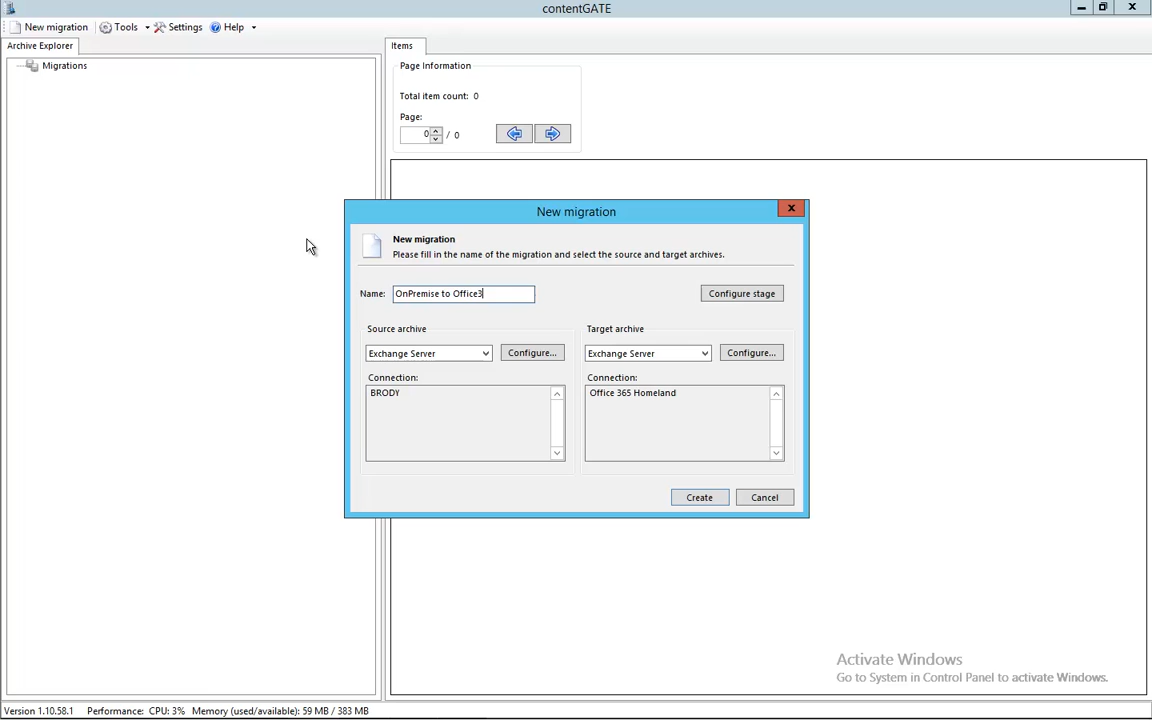 contentGATE
New migration Tools Settings Help
Archive Explorer
Migrations
Items
Page Information
Total item count: 0
Page:
0 / 0
New migration
New migration
Please fill in the name of the migration and select the source and target archives.
Name: OnPremise to Office3 Configure stage
Source archive
Exchange Server Configure...
Connection:
BRODY
Target archive
Exchange Server Configure...
Connection:
Office 365 Homeland
Create Cancel
Activate Windows
Go to System in Control Panel to activate Windows.
Version 1.10.58.1 Performance: CPU: 3% Memory (used/available): 59 MB / 383 MB